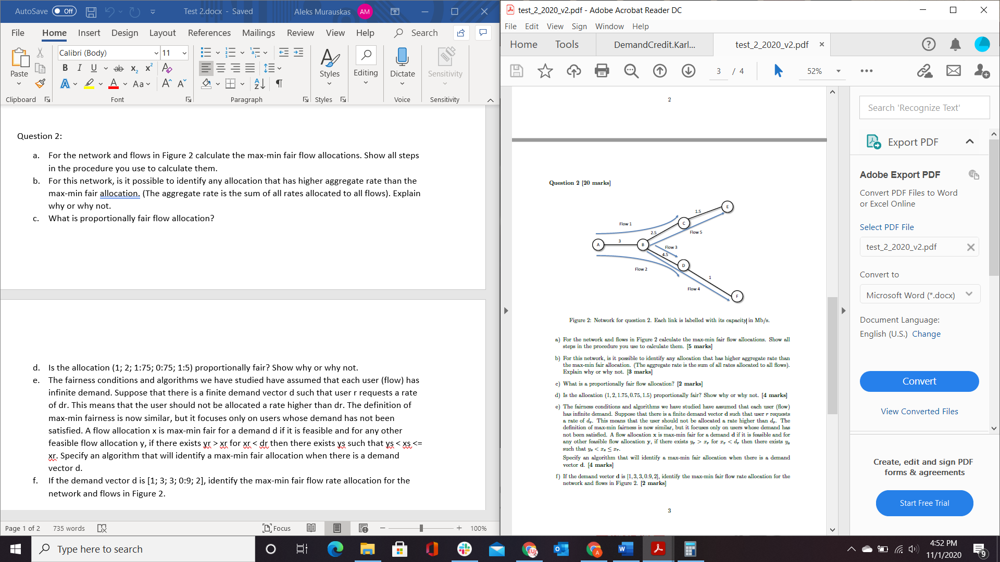 AutoSave Off Test 2.docx - Saved Aleks Murauskas AM
File Home Insert Design Layout References Mailings Review View Help Search
Calibri (Body) 11
B I U ab x₂ x²
A A Aa A A
Paste Styles Editing Dictate Sensitivity
Clipboard Font Paragraph Styles Voice Sensitivity
Question 2:
a. For the network and flows in Figure 2 calculate the max-min fair flow allocations. Show all steps
in the procedure you use to calculate them.
b. For this network, is it possible to identify any allocation that has higher aggregate rate than the
max-min fair allocation. (The aggregate rate is the sum of all rates allocated to all flows). Explain
why or why not.
c. What is proportionally fair flow allocation?
d. Is the allocation (1; 2; 1:75; 0:75; 1:5) proportionally fair? Show why or why not.
e. The fairness conditions and algorithms we have studied have assumed that each user (flow) has
infinite demand. Suppose that there is a finite demand vector d such that user r requests a rate
of dr. This means that the user should not be allocated a rate higher than dr. The definition of
max-min fairness is now similar, but it focuses only on users whose demand has not been
satisfied. A flow allocation x is max-min fair for a demand d if it is feasible and for any other
feasible flow allocation y, if there exists yr > xr for xr < dr then there exists ys such that ys < xs <=
xr. Specify an algorithm that will identify a max-min fair allocation when there is a demand
vector d.
f. If the demand vector d is [1; 3; 3; 0:9; 2], identify the max-min fair flow rate allocation for the
network and flows in Figure 2.
Page 1 of 2 735 words Focus 100%
test_2_2020_v2.pdf - Adobe Acrobat Reader DC
File Edit View Sign Window Help
Home Tools DemandCredit.Karl... test_2_2020_v2.pdf
3 / 4 52%
2
Question 2 [20 marks]
E
1.5
Flow 1
C
2.5
Flow 5
3
A
B
Flow 3
4.5
D
Flow 2
1
Flow 4
F
Figure 2: Network for question 2. Each link is labelled with its capacity in Mb/s.
a) For the network and flows in Figure 2 calculate the max-min fair flow allocations. Show all
steps in the procedure you use to calculate them. [5 marks]
b) For this network, is it possible to identify any allocation that has higher aggregate rate than
the max-min fair allocation. (The aggregate rate is the sum of all rates allocated to all flows).
Explain why or why not. [3 marks]
c) What is a proportionally fair flow allocation? [2 marks]
d) Is the allocation (1, 2, 1.75, 0.75, 1.5) proportionally fair? Show why or why not. [4 marks]
e) The fairness conditions and algorithms we have studied have assumed that each user (flow)
has infinite demand. Suppose that there is a finite demand vector d such that user r requests
a rate of dᵣ. This means that the user should not be allocated a rate higher than dᵣ. The
definition of max-min fairness is now similar, but it focuses only on users whose demand has
not been satisfied. A flow allocation x is max-min fair for a demand d if it is feasible and for
any other feasible flow allocation y, if there exists yᵣ > xᵣ for xᵣ < dᵣ then there exists yₛ
such that yₛ < xₛ ≤ xᵣ.
Specify an algorithm that will identify a max-min fair allocation when there is a demand
vector d. [4 marks]
f) If the demand vector d is [1, 3, 3, 0.9, 2], identify the max-min fair flow rate allocation for the
network and flows in Figure 2. [2 marks]
3
Search 'Recognize Text'
Export PDF
Adobe Export PDF
Convert PDF Files to Word
or Excel Online
Select PDF File
test_2_2020_v2.pdf
Convert to
Microsoft Word (*.docx)
Document Language:
English (U.S.) Change
Convert
View Converted Files
Create, edit and sign PDF
forms & agreements
Start Free Trial
Type here to search
4:52 PM
11/1/2020
9